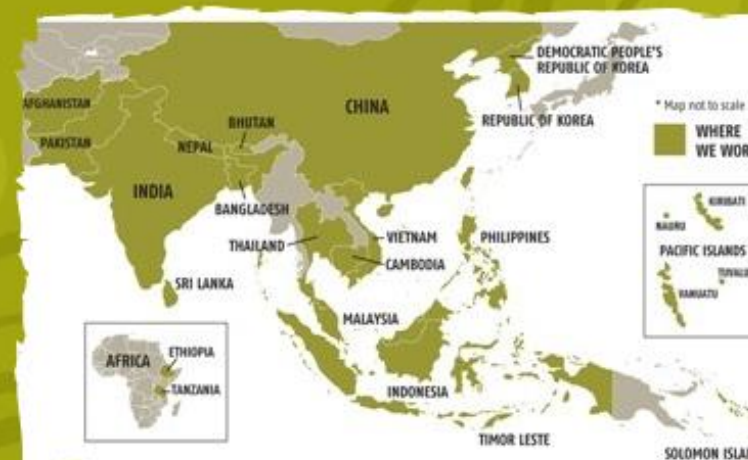 DEMOCRATIC PEOPLE'S
REPUBLIC OF KOREA
AFGHANISTAN
CHINA
* Map not to scale
REPUBLIC OF KOREA
BHUTAN
WHERE
WE WOR
PAKISTAN
NEPAL
INDIA
KIRIBATI
BANGLADESH
NAURU
VIETNAM
PHILIPPINES
THAILAND
PACIFIC ISLANDS
CAMBODIA
TUVALU
SRI LANKA
VANUATU
MALAYSIA
ETHIOPIA
AFRICA
TANZANIA
INDONESIA
TIMOR LESTE
SOLOMON ISLA